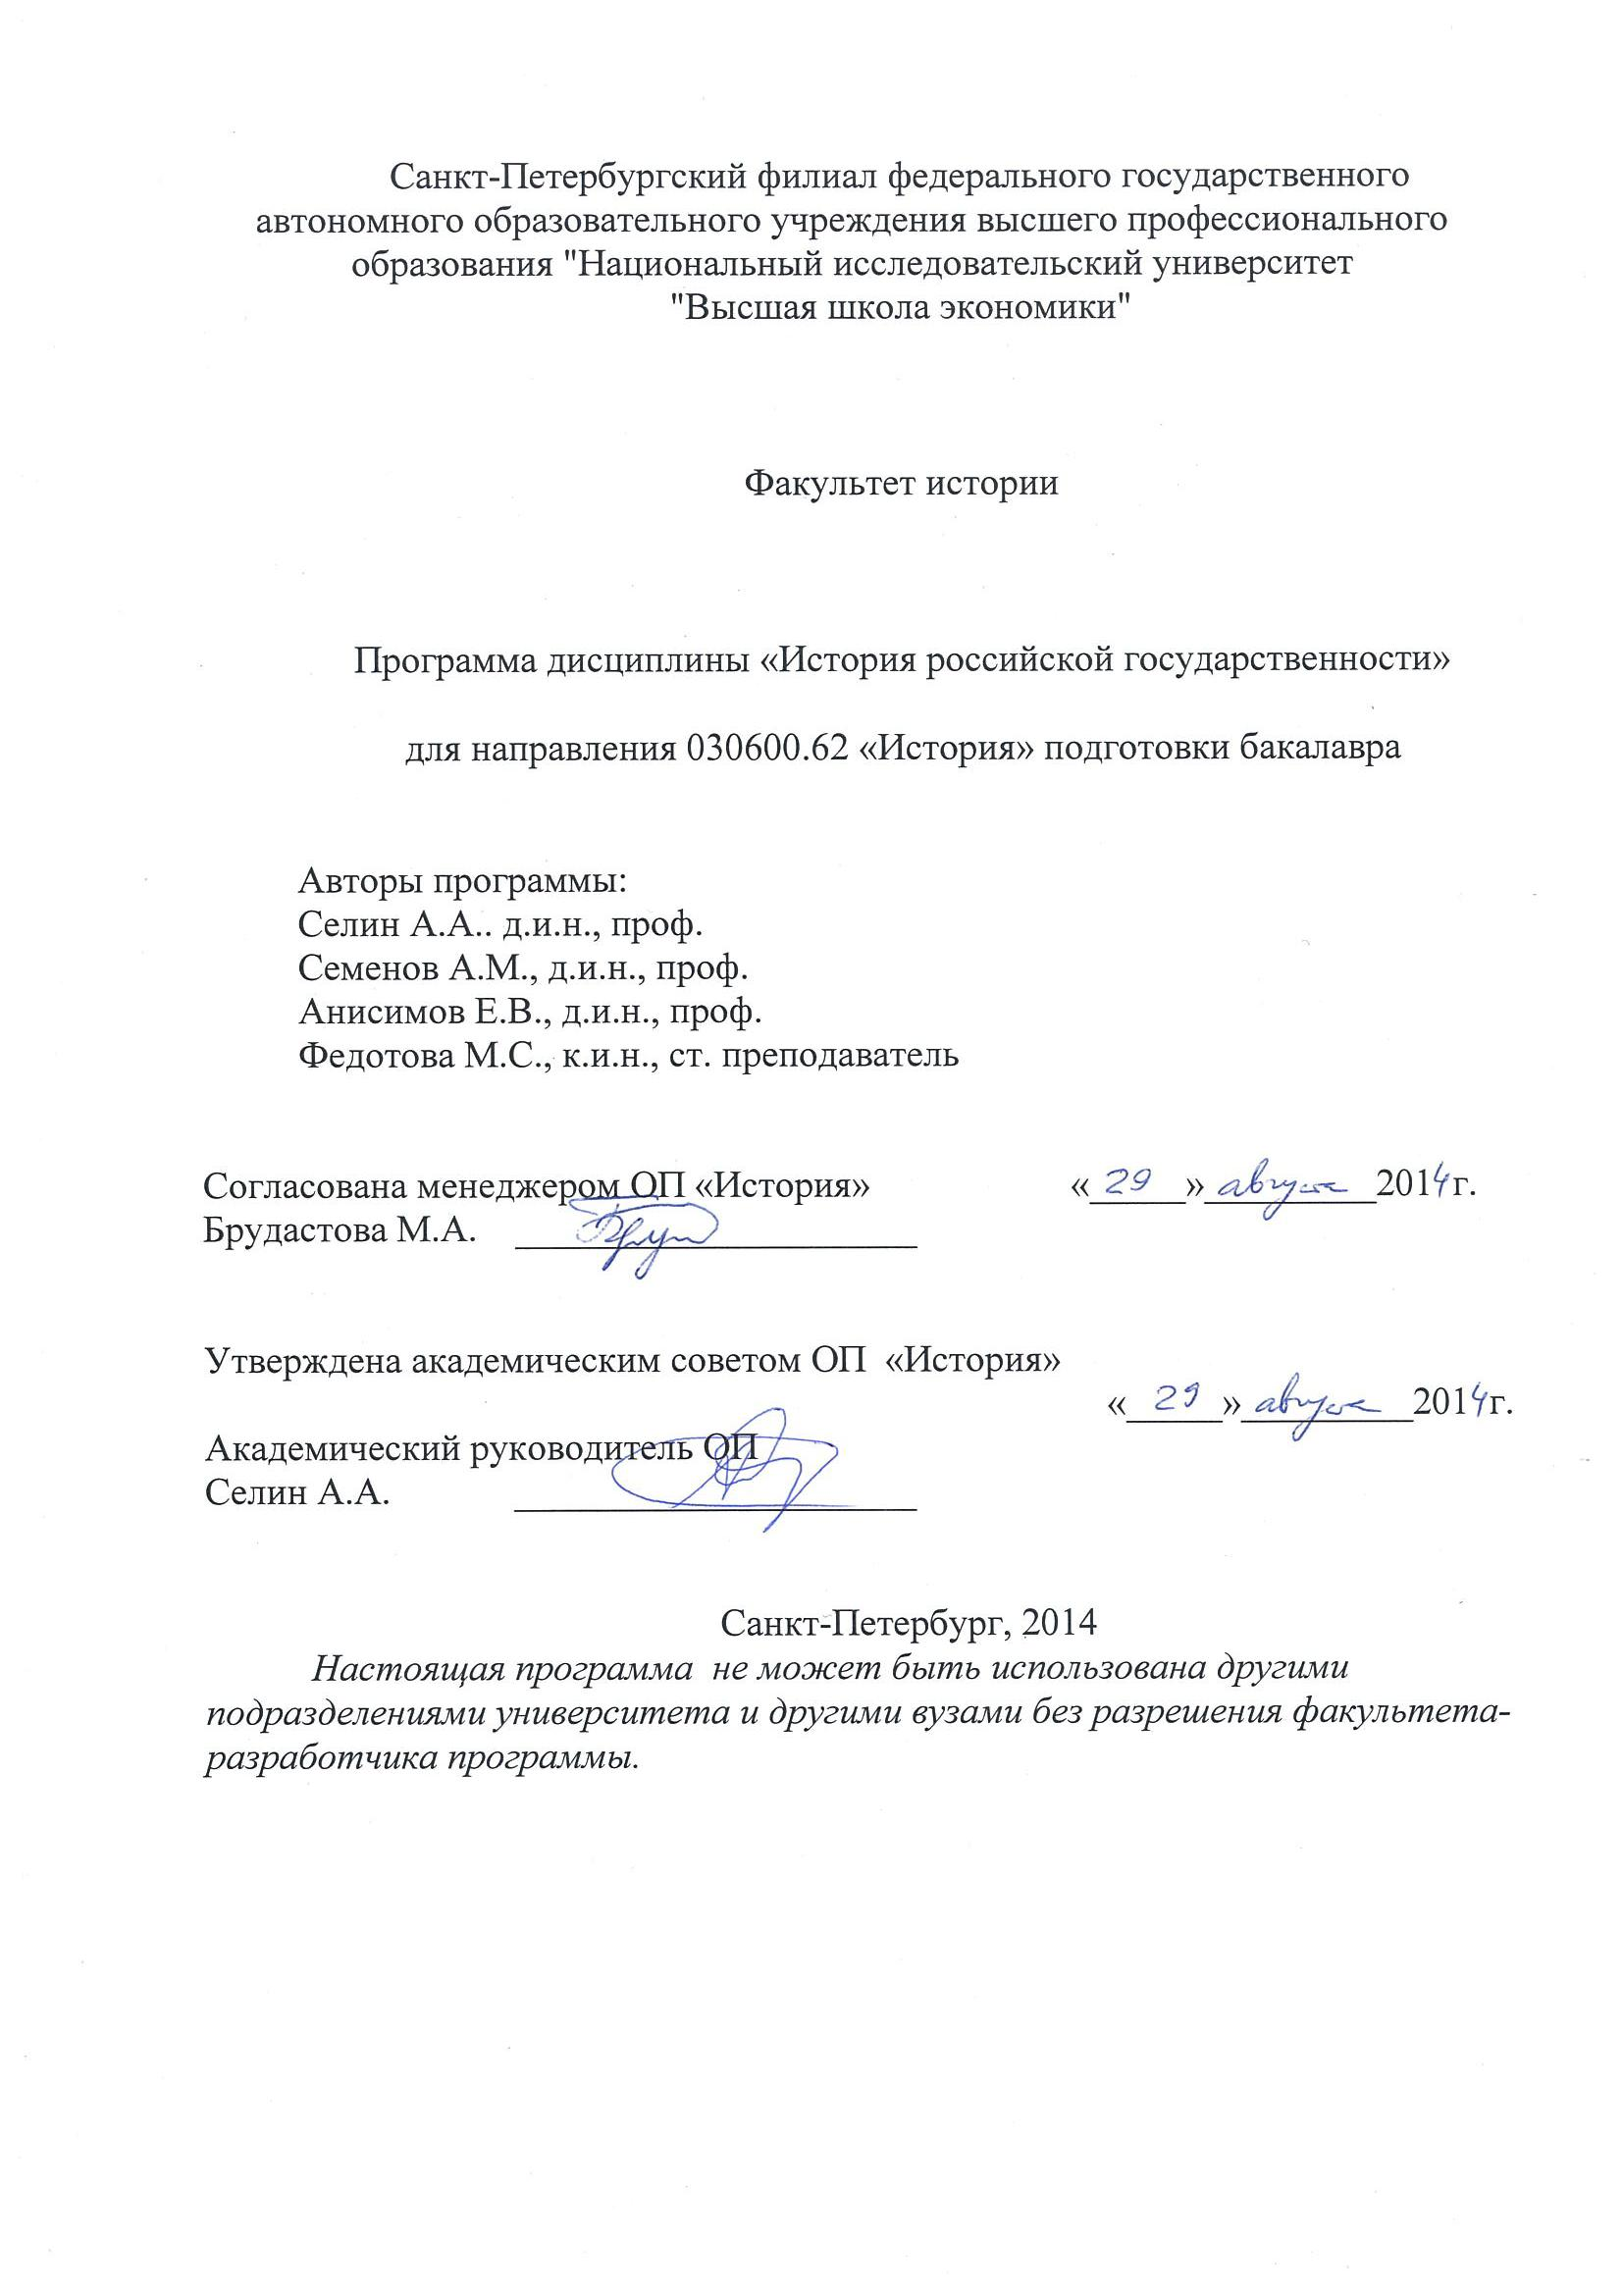 Санкт-Петербургский филиал федерального государственного
автономного образовательного учреждения высшего профессионального
образования "Национальный исследовательский университет
"Высшая школа экономики"
Факультет истории
Программа дисциплины «История российской государственности»
для направления 030600.62 «История» подготовки бакалавра
Авторы программы:
Селин А.А.. д.и.н., проф.
Семенов А.М., д.и.н., проф.
Анисимов Е.В., д.и.н., проф.
Федотова М.С., к.и.н., ст. преподаватель
Согласована менеджером ОП «История» «29» августа 2014г.
Брудастова М.А.
Утверждена академическим советом ОП «История»
«29» августа 2014г.
Академический руководитель ОП
Селин А.А.
Санкт-Петербург, 2014
Настоящая программа не может быть использована другими
подразделениями университета и другими вузами без разрешения факультета-
разработчика программы.